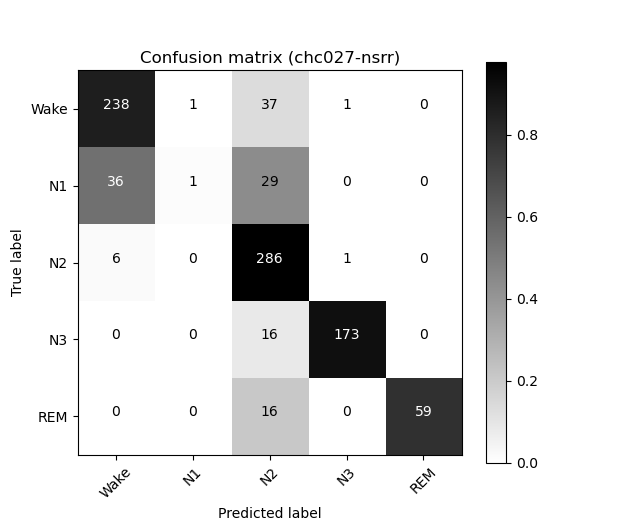 Confusion matrix (chc027-nsrr)
Wake 238 1 37 1 0
N1 36 1 29 0 0
N2 6 0 286 1 0
N3 0 0 16 173 0
REM 0 0 16 0 59
Wake N1 N2 N3 REM
Predicted label
True label
0.8
0.6
0.4
0.2
0.0